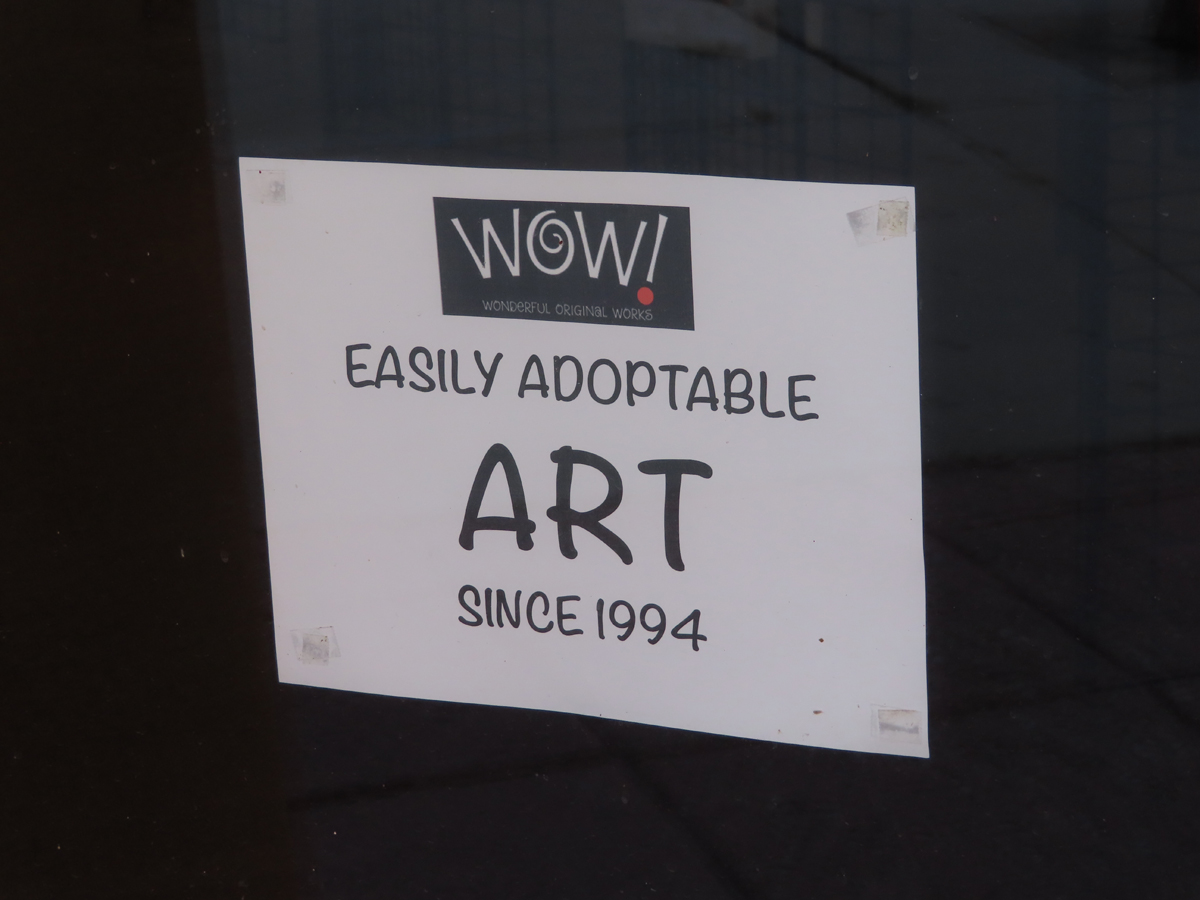 WOW!
WONDERFUL ORIGINAL WORKS
EASILY ADOPTABLE
ART
SINCE 1994